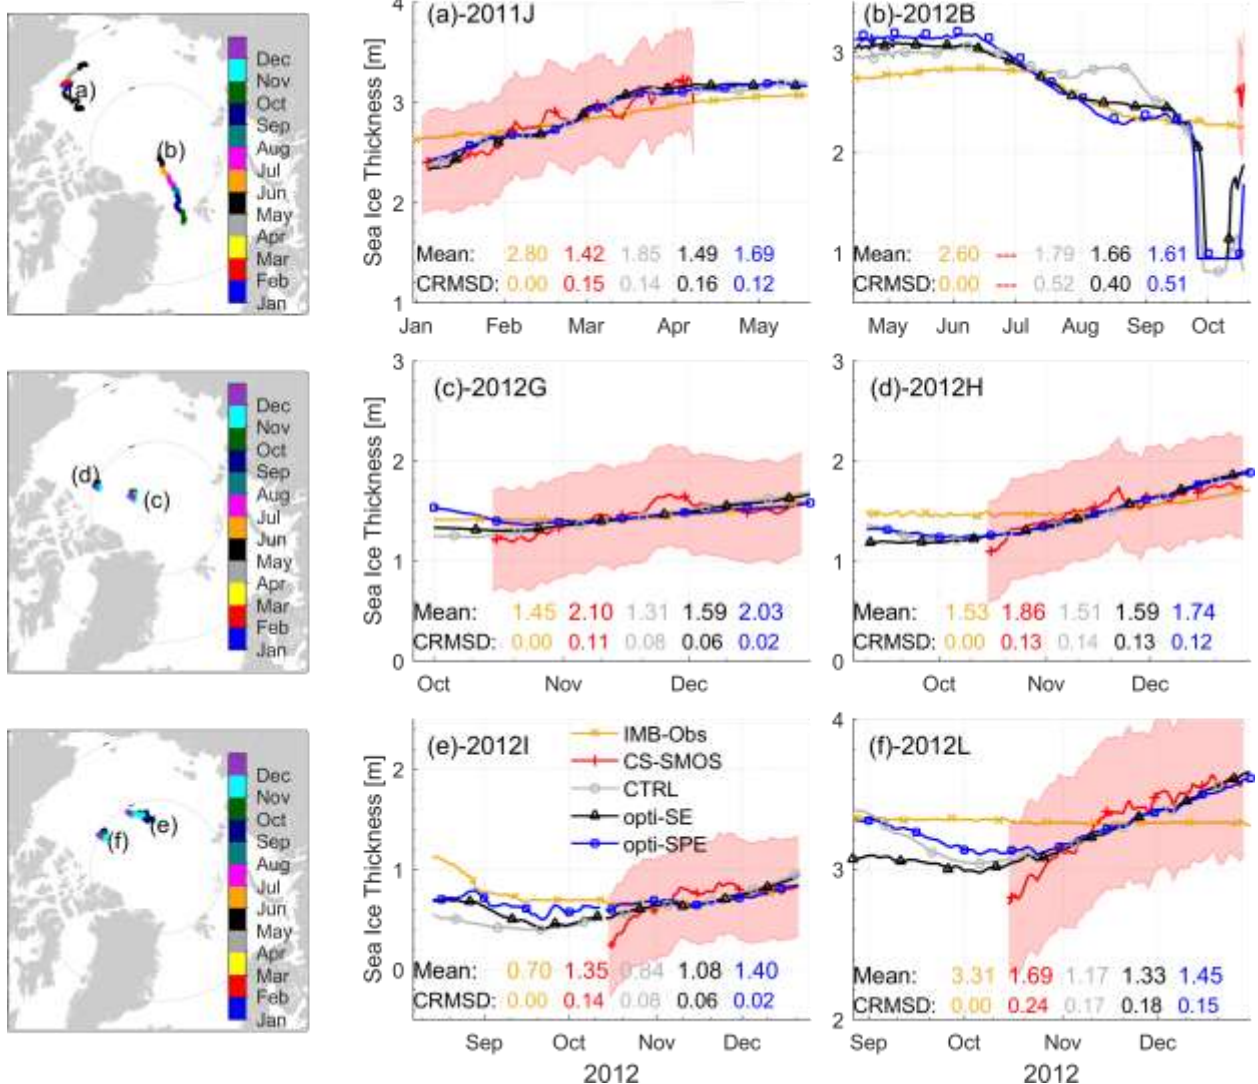 (a)
(b)
Dec
Nov
Oct
Sep
Aug
Jul
Jun
May
Apr
Mar
Feb
Jan
(a)-2011J
Sea Ice Thickness [m]
4
3
2
1
Mean: 2.80 1.42 1.85 1.49 1.69
CRMSD: 0.00 0.15 0.14 0.16 0.12
Jan Feb Mar Apr May
(b)-2012B
3
2
1
Mean: 2.60 --- 1.79 1.66 1.61
CRMSD: 0.00 --- 0.52 0.40 0.51
May Jun Jul Aug Sep Oct
(d)
(c)
Dec
Nov
Oct
Sep
Aug
Jul
Jun
May
Apr
Mar
Feb
Jan
(c)-2012G
Sea Ice Thickness [m]
3
2
1
0
Mean: 1.45 2.10 1.31 1.59 2.03
CRMSD: 0.00 0.11 0.08 0.06 0.02
Oct Nov Dec
(d)-2012H
3
2
1
0
Mean: 1.53 1.86 1.51 1.59 1.74
CRMSD: 0.00 0.13 0.14 0.13 0.12
Oct Nov Dec
(e)
(f)
Dec
Nov
Oct
Sep
Aug
Jul
Jun
May
Apr
Mar
Feb
Jan
(e)-2012I
IMB-Obs
CS-SMOS
CTRL
opti-SE
opti-SPE
Sea Ice Thickness [m]
2
1
0
Mean: 0.70 1.35 0.84 1.08 1.40
CRMSD: 0.00 0.14 0.08 0.06 0.02
Sep Oct Nov Dec
2012
(f)-2012L
4
3
2
Mean: 3.31 1.69 1.17 1.33 1.45
CRMSD: 0.00 0.24 0.17 0.18 0.15
Sep Oct Nov Dec
2012